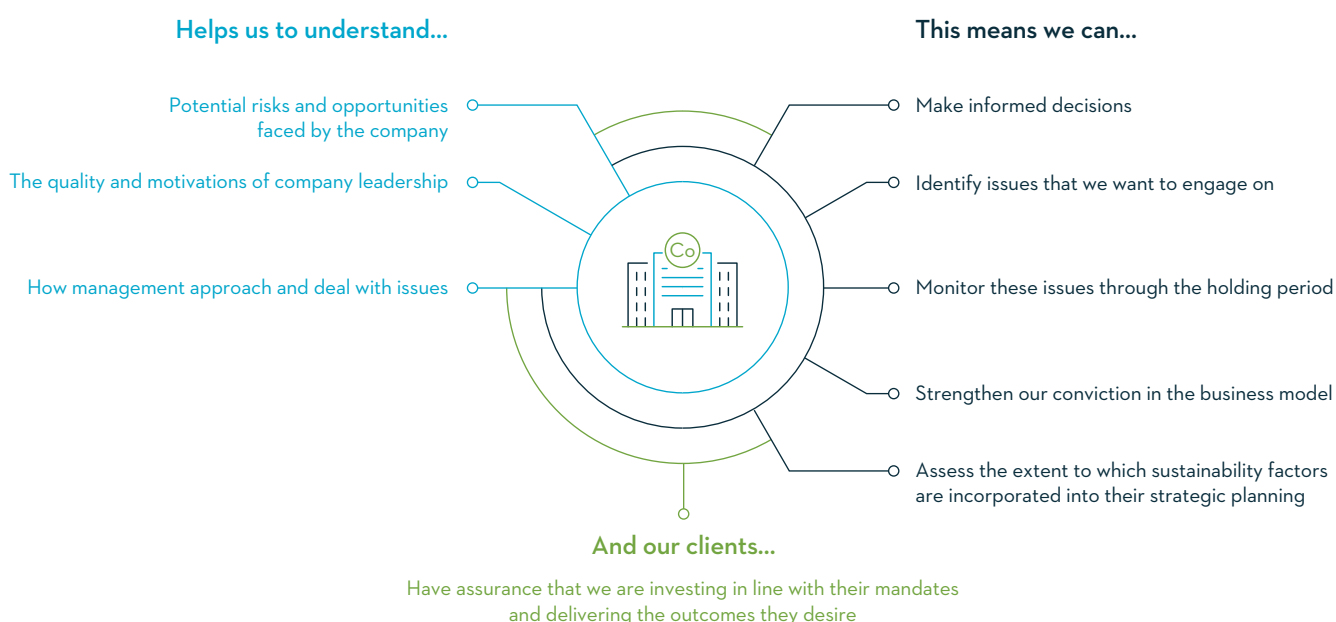 Helps us to understand...
Potential risks and opportunities
faced by the company
The quality and motivations of company leadership
How management approach and deal with issues
Co
This means we can...
Make informed decisions
Identify issues that we want to engage on
Monitor these issues through the holding period
Strengthen our conviction in the business model
Assess the extent to which sustainability factors
are incorporated into their strategic planning
And our clients...
Have assurance that we are investing in line with their mandates
and delivering the outcomes they desire